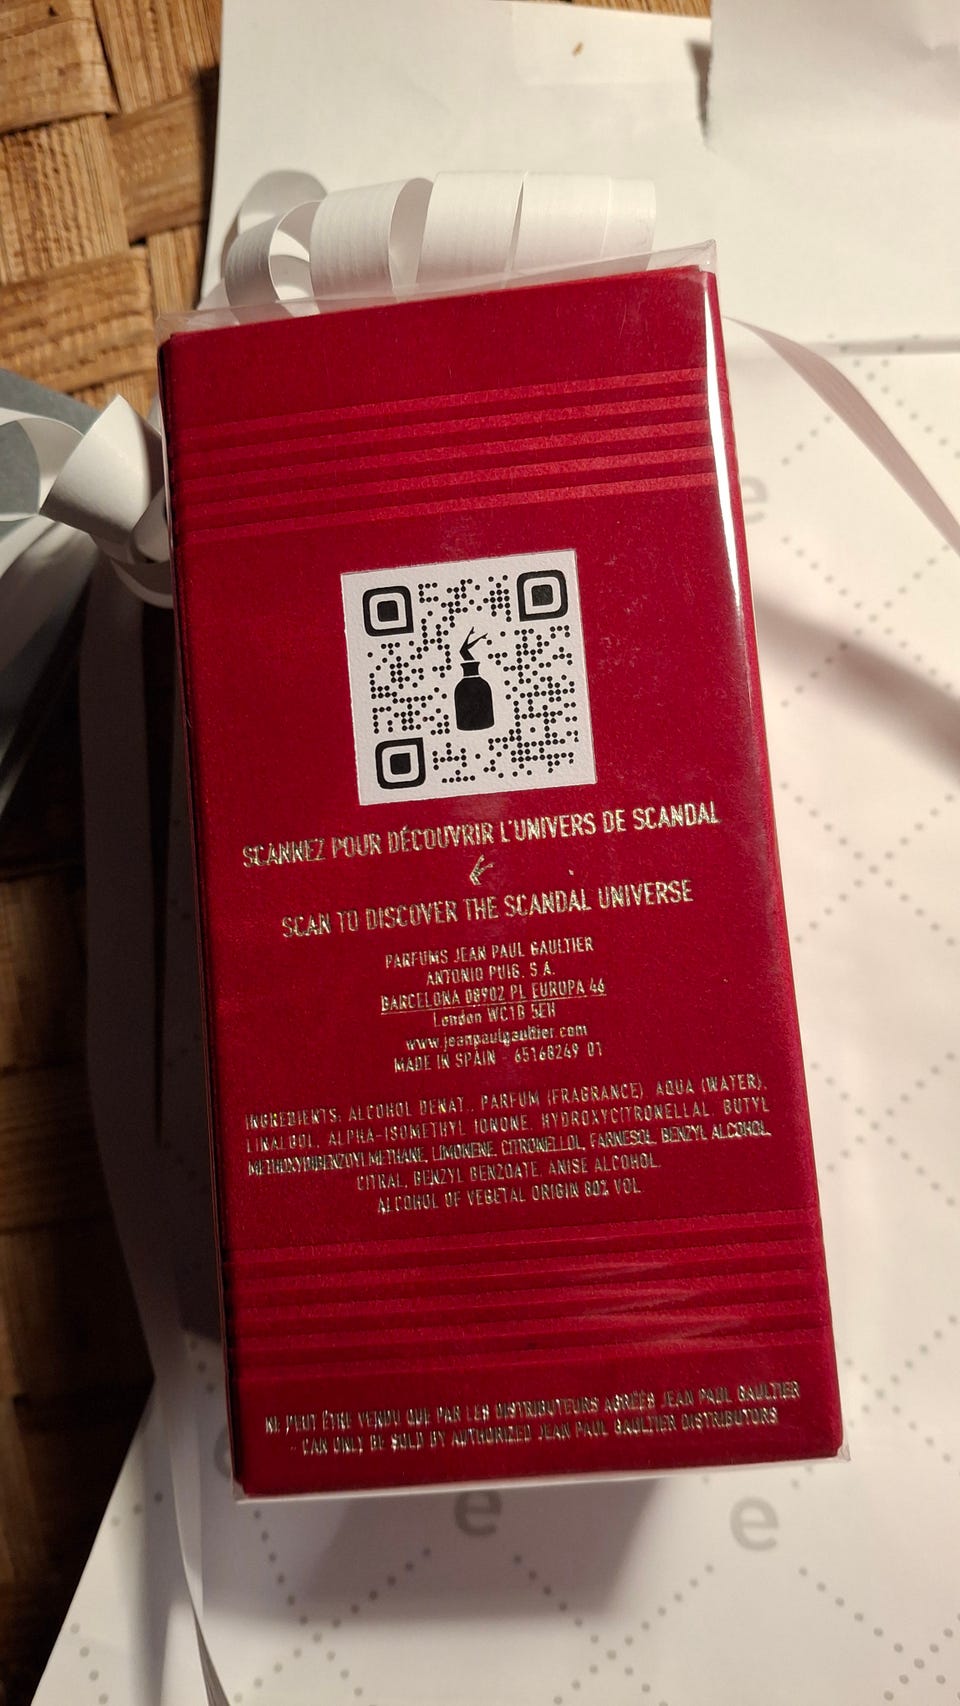 SCANNEZ POUR DÉCOUVRIR L'UNIVERS DE SCANDAL
SCAN TO DISCOVER THE SCANDAL UNIVERSE
PARFUMS JEAN PAUL GAULTIER
ANTONIO PUIG, S.A.
BARCELONA 08902 PL EUROPA 46
London WC1B 5EH
www.jeanpaulgaultier.com
MADE IN SPAIN - 65168249 01
INGREDIENTS: ALCOHOL DENAT., PARFUM (FRAGRANCE), AQUA (WATER),
LINALOOL, ALPHA-ISOMETHYL IONONE, HYDROXYCITRONELLAL, BUTYL
METHOXYDIBENZOYLMETHANE, LIMONENE, CITRONELLOL, FARNESOL, BENZYL ALCOHOL,
CITRAL, BENZYL BENZOATE, ANISE ALCOHOL.
ALCOHOL OF VEGETAL ORIGIN 80% VOL.
NE PEUT ÊTRE VENDU QUE PAR LES DISTRIBUTEURS AGRÉÉS JEAN PAUL GAULTIER
- CAN ONLY BE SOLD BY AUTHORIZED JEAN PAUL GAULTIER DISTRIBUTORS
e
e
e